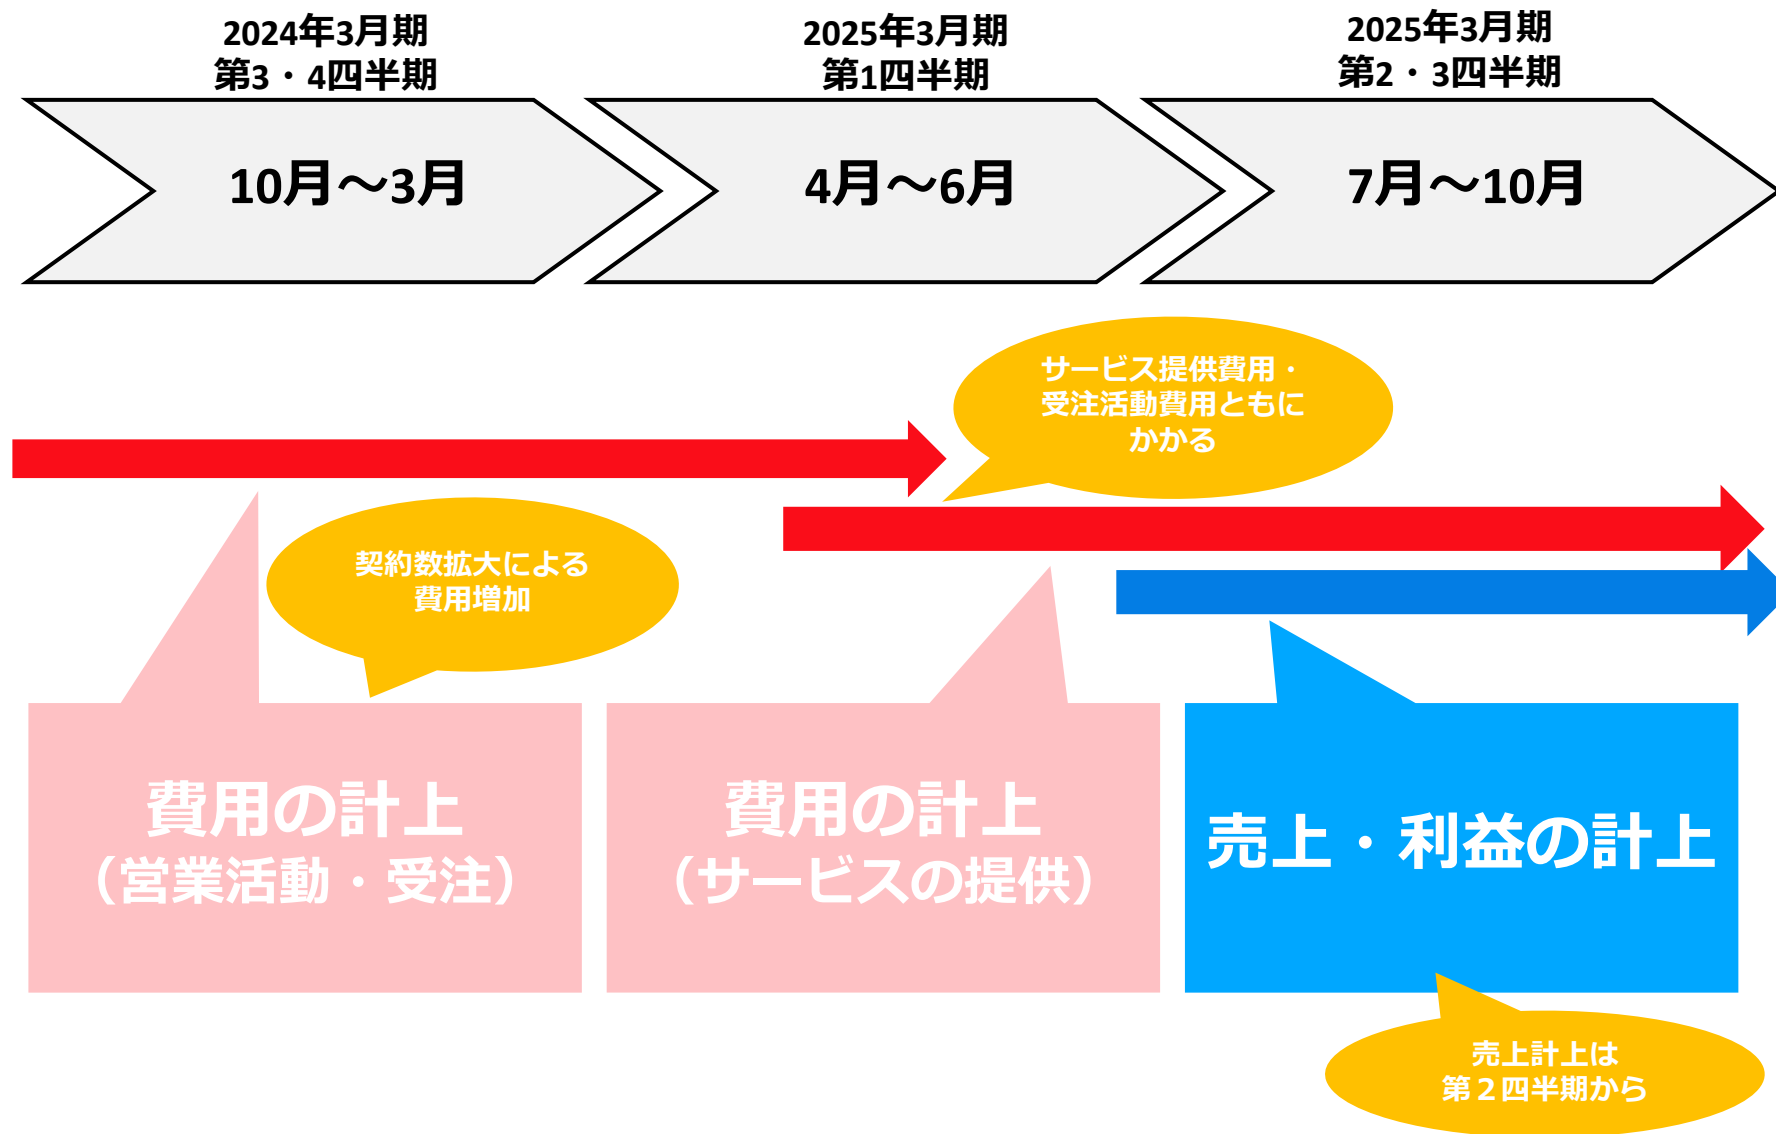 2024年3月期
第3・4四半期
2025年3月期
第1四半期
2025年3月期
第2・3四半期
10月～3月
4月～6月
7月～10月
サービス提供費用・
受注活動費用ともに
かかる
契約数拡大による
費用増加
費用の計上
（営業活動・受注）
費用の計上
（サービスの提供）
売上・利益の計上
売上計上は
第２四半期から